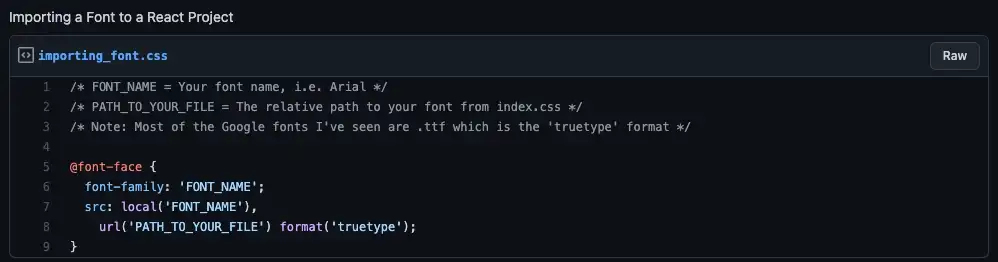 Importing a Font to a React Project
importing_font.css
Raw
1 /* FONT_NAME = Your font name, i.e. Arial */
2 /* PATH_TO_YOUR_FILE = The relative path to your font from index.css */
3 /* Note: Most of the Google fonts I've seen are .ttf which is the 'truetype' format */
4
5 @font-face {
6   font-family: 'FONT_NAME';
7   src: local('FONT_NAME'),
8     url('PATH_TO_YOUR_FILE') format('truetype');
9 }